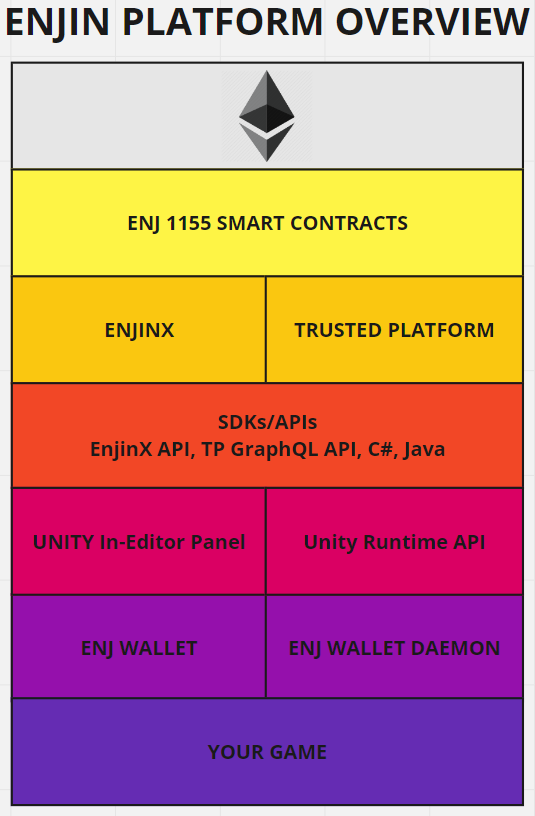 ENJIN PLATFORM OVERVIEW
ENJ 1155 SMART CONTRACTS
ENJINX
TRUSTED PLATFORM
SDKs/APIs
EnjinX API, TP GraphQL API, C#, Java
UNITY In-Editor Panel
Unity Runtime API
ENJ WALLET
ENJ WALLET DAEMON
YOUR GAME